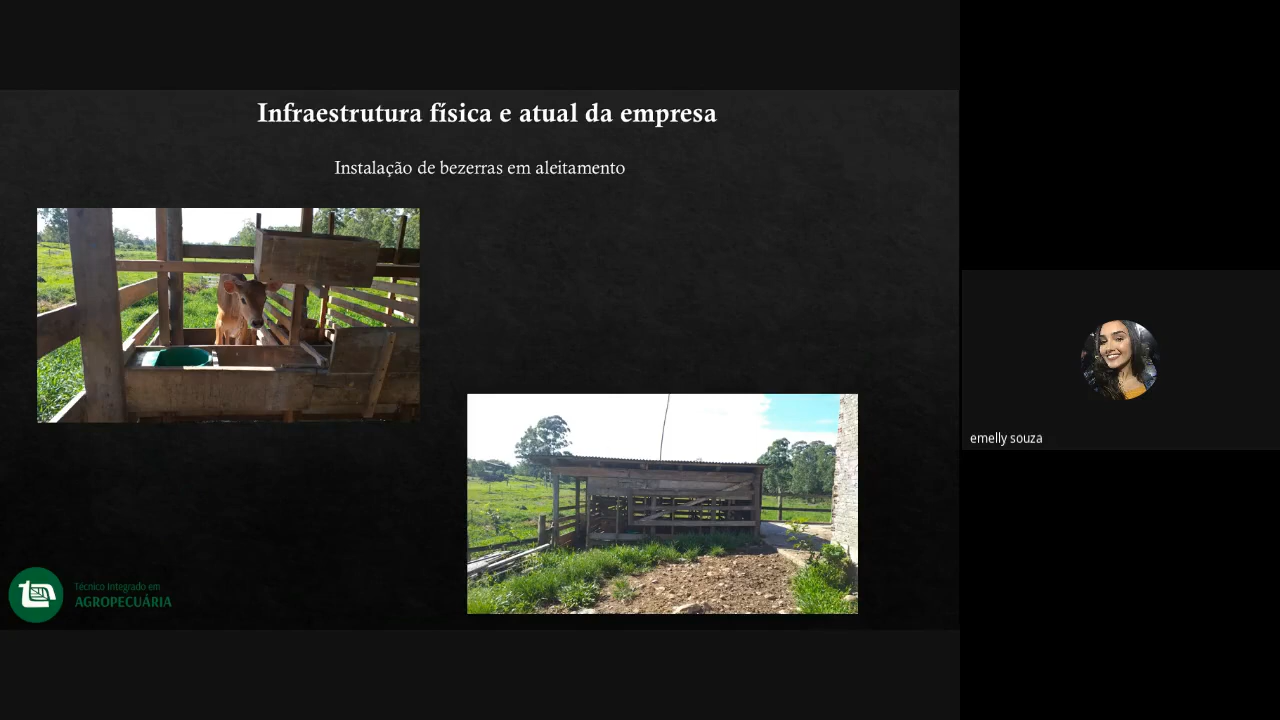 Infraestrutura física e atual da empresa
Instalação de bezerras em aleitamento
emelly souza
Técnico Integrado em
AGROPECUÁRIA